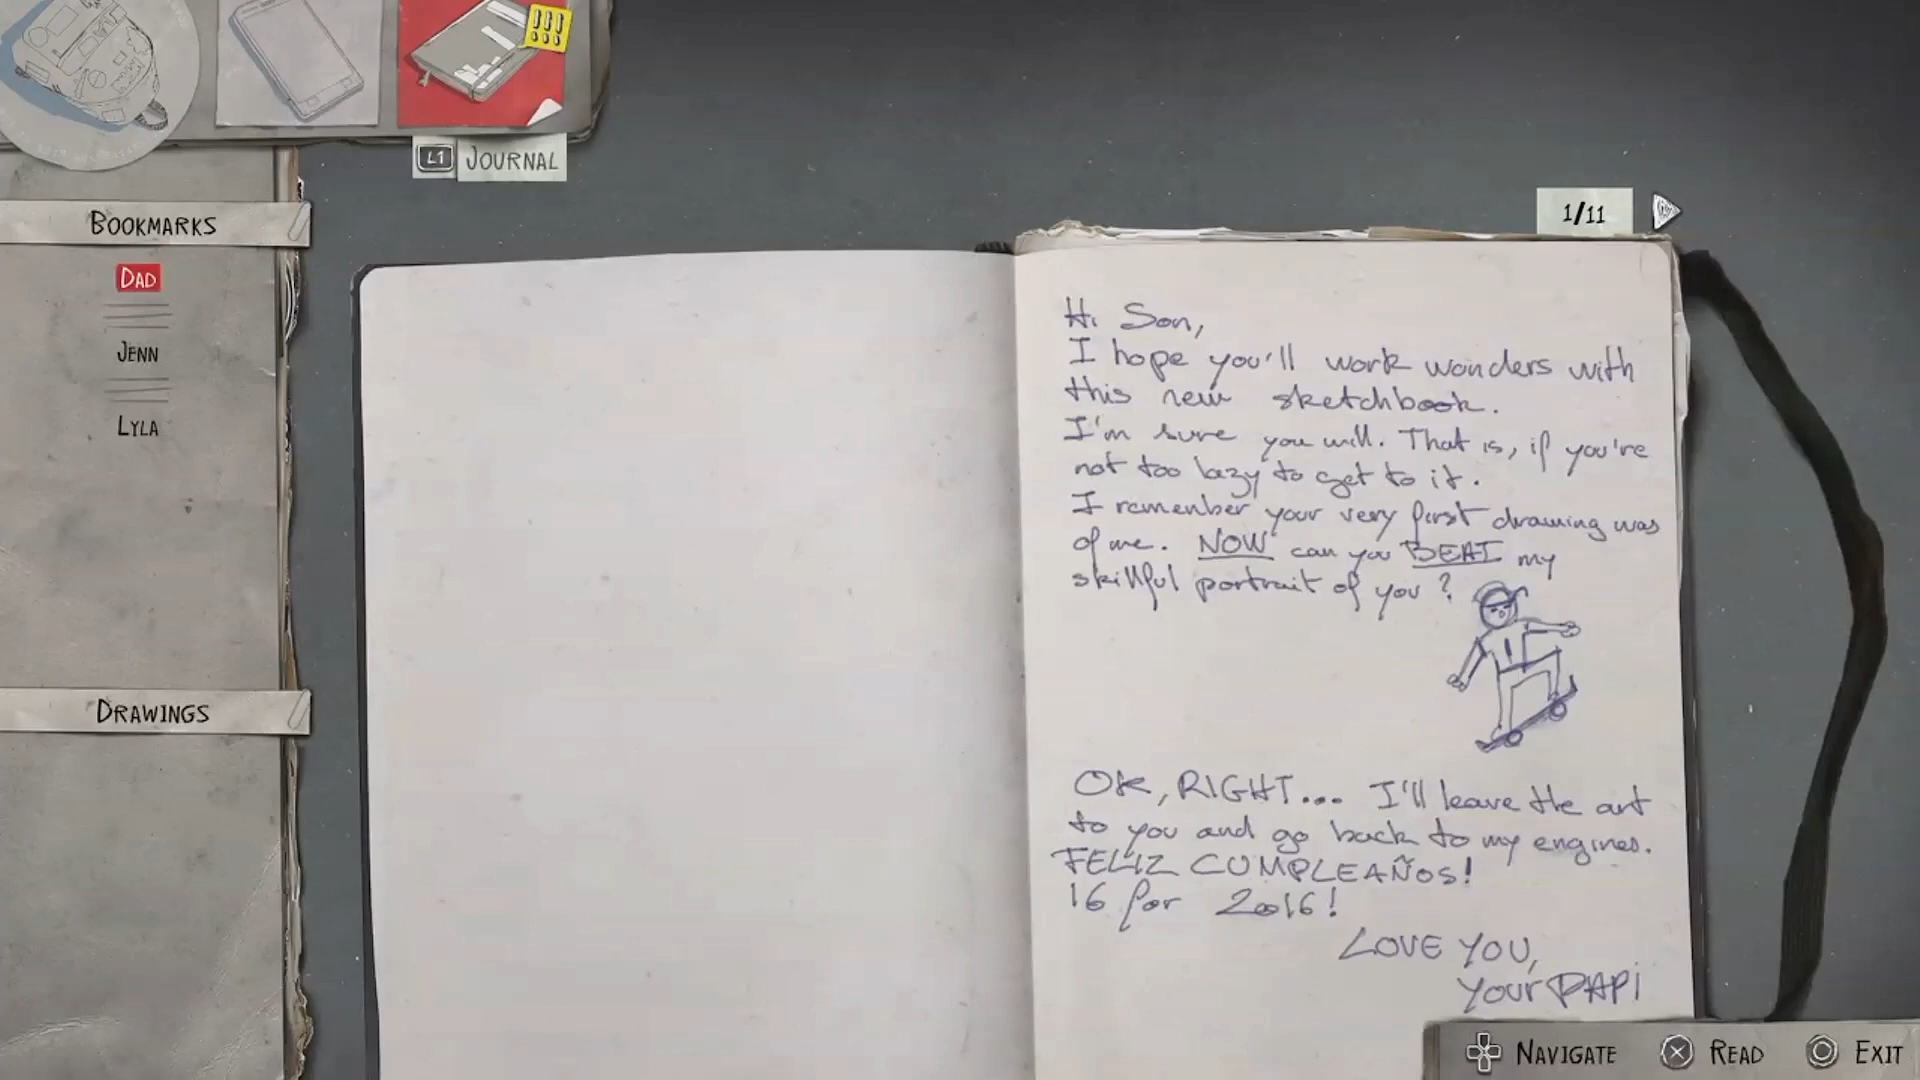 L1 JOURNAL
BOOKMARKS
DAD
JENN
LYLA
DRAWINGS
1/11
Hi Son,
I hope you'll work wonders with
this new sketchbook.
I'm sure you will. That is, if you're
not too lazy to get to it.
I remember your very first drawing was
of me. NOW can you BEAT my
skillful portrait of you?
OK, RIGHT... I'll leave the art
to you and go back to my engines.
FELIZ CUMPLEAÑOS!
16 for 2016!
LOVE YOU,
Your PAPI
NAVIGATE READ EXIT